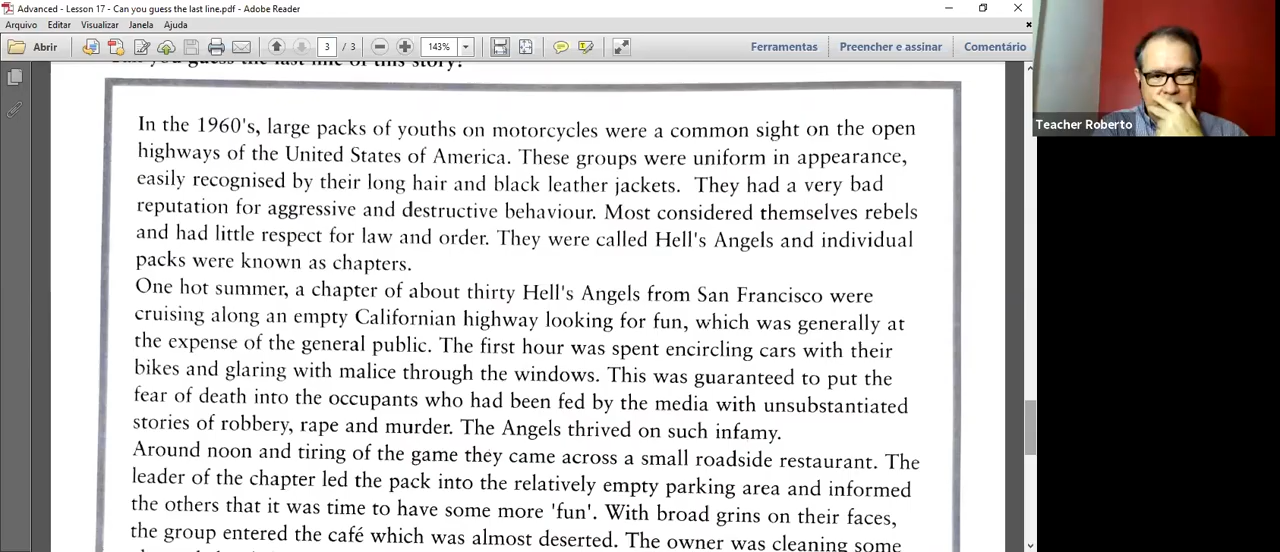 Advanced - Lesson 17 - Can you guess the last line.pdf - Adobe Reader
Arquivo Editar Visualizar Janela Ajuda
Abrir 3 / 3 143% Ferramentas Preencher e assinar Comentário
Can you guess the last line of this story?
In the 1960's, large packs of youths on motorcycles were a common sight on the open
highways of the United States of America. These groups were uniform in appearance,
easily recognised by their long hair and black leather jackets. They had a very bad
reputation for aggressive and destructive behaviour. Most considered themselves rebels
and had little respect for law and order. They were called Hell's Angels and individual
packs were known as chapters.
One hot summer, a chapter of about thirty Hell's Angels from San Francisco were
cruising along an empty Californian highway looking for fun, which was generally at
the expense of the general public. The first hour was spent encircling cars with their
bikes and glaring with malice through the windows. This was guaranteed to put the
fear of death into the occupants who had been fed by the media with unsubstantiated
stories of robbery, rape and murder. The Angels thrived on such infamy.
Around noon and tiring of the game they came across a small roadside restaurant. The
leader of the chapter led the pack into the relatively empty parking area and informed
the others that it was time to have some more 'fun'. With broad grins on their faces,
the group entered the café which was almost deserted. The owner was cleaning some
Teacher Roberto